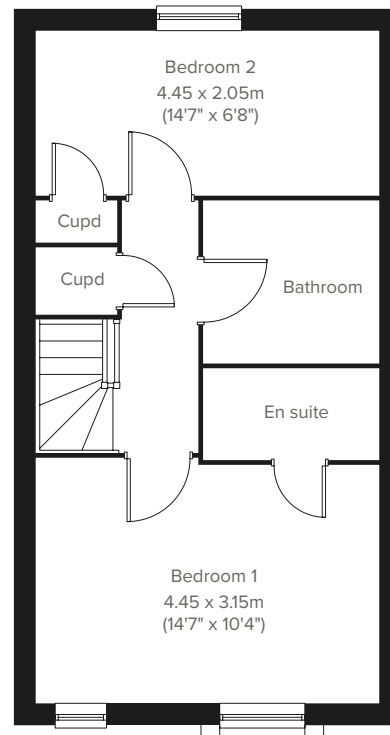 Bedroom 2
4.45 x 2.05m
(14'7" x 6'8")
Cupd
Cupd
Bathroom
En suite
Bedroom 1
4.45 x 3.15m
(14'7" x 10'4")